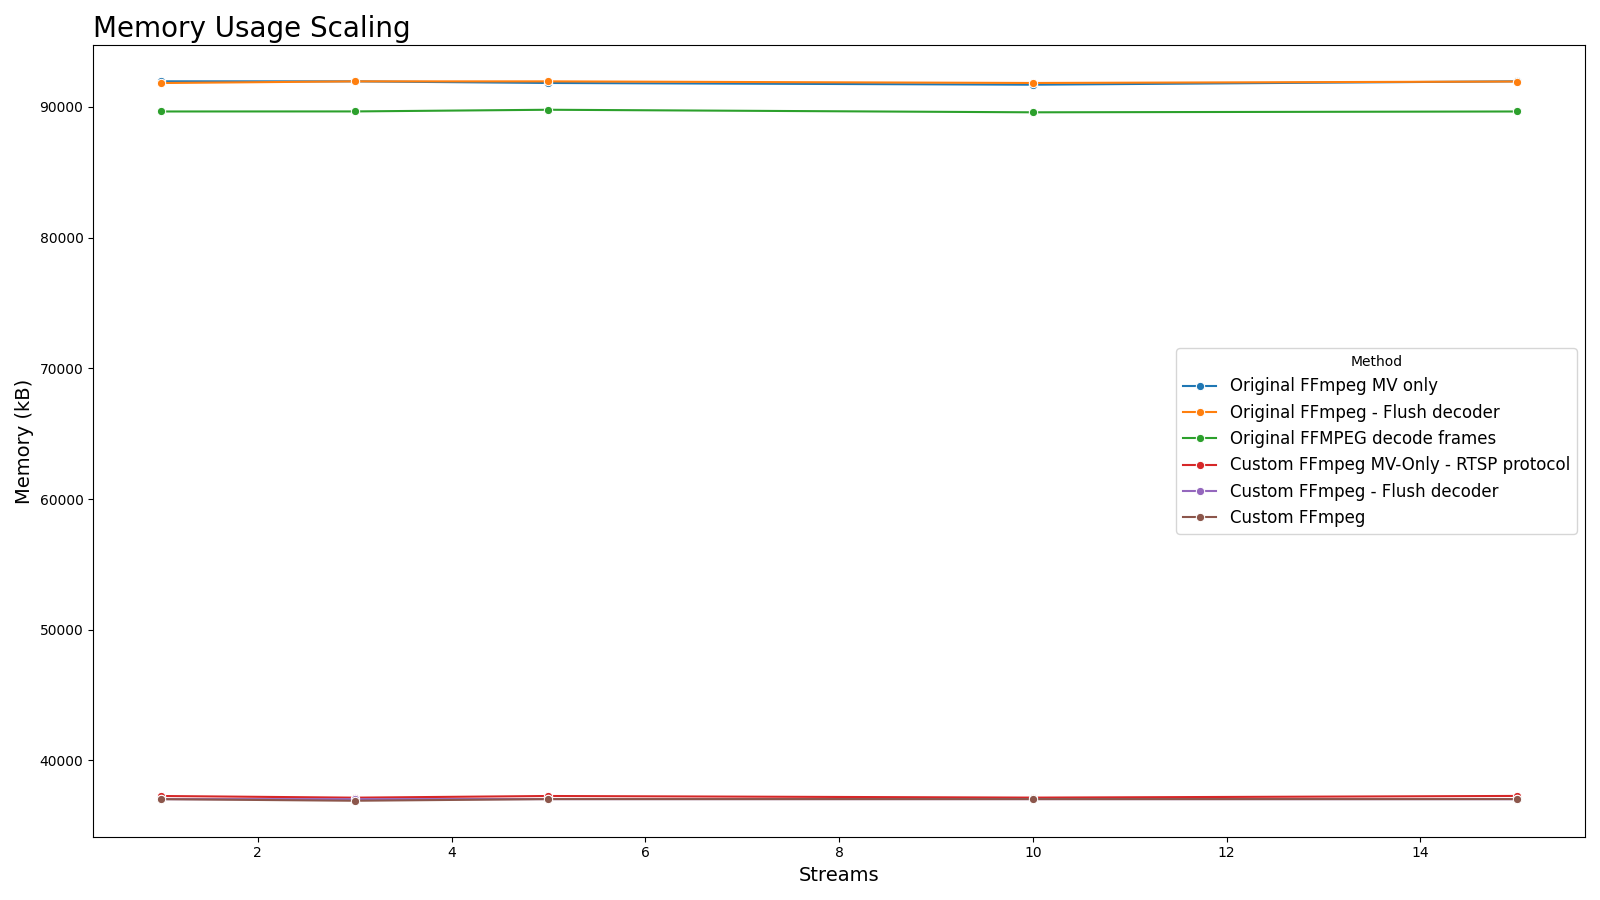 Memory Usage Scaling
Memory (kB)
90000
80000
70000
60000
50000
40000
Method
Original FFmpeg MV only
Original FFmpeg - Flush decoder
Original FFMPEG decode frames
Custom FFmpeg MV-Only - RTSP protocol
Custom FFmpeg - Flush decoder
Custom FFmpeg
2 4 6 8 10 12 14
Streams